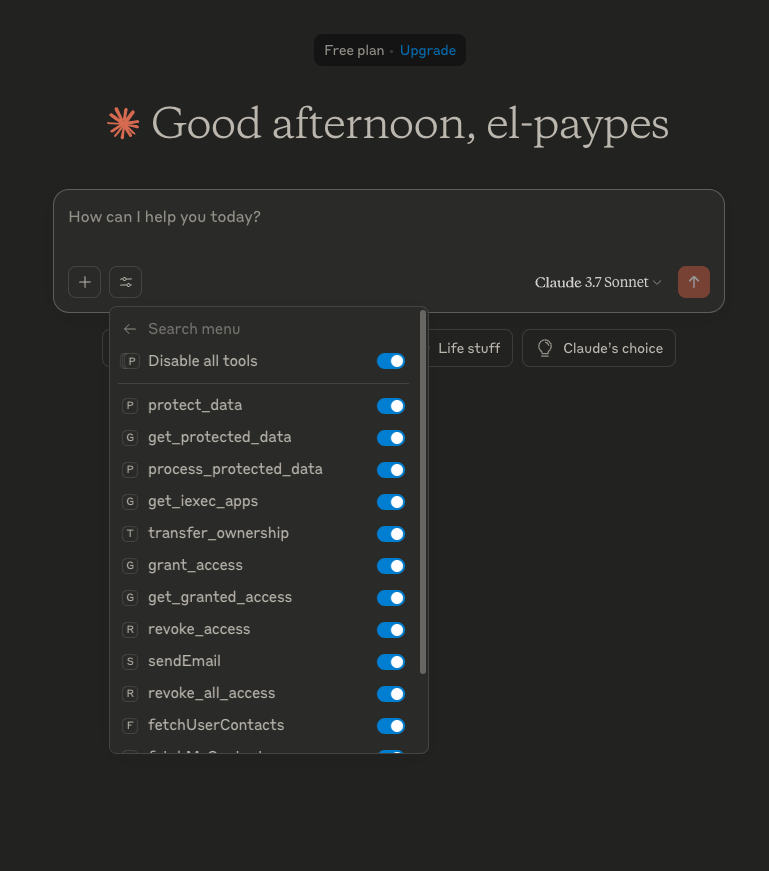 Free plan · Upgrade
Good afternoon, el-paypes
How can I help you today?
Claude 3.7 Sonnet
Search menu
P Disable all tools
Life stuff
Claude's choice
P protect_data
G get_protected_data
P process_protected_data
G get_iexec_apps
T transfer_ownership
G grant_access
G get_granted_access
R revoke_access
S sendEmail
R revoke_all_access
F fetchUserContacts